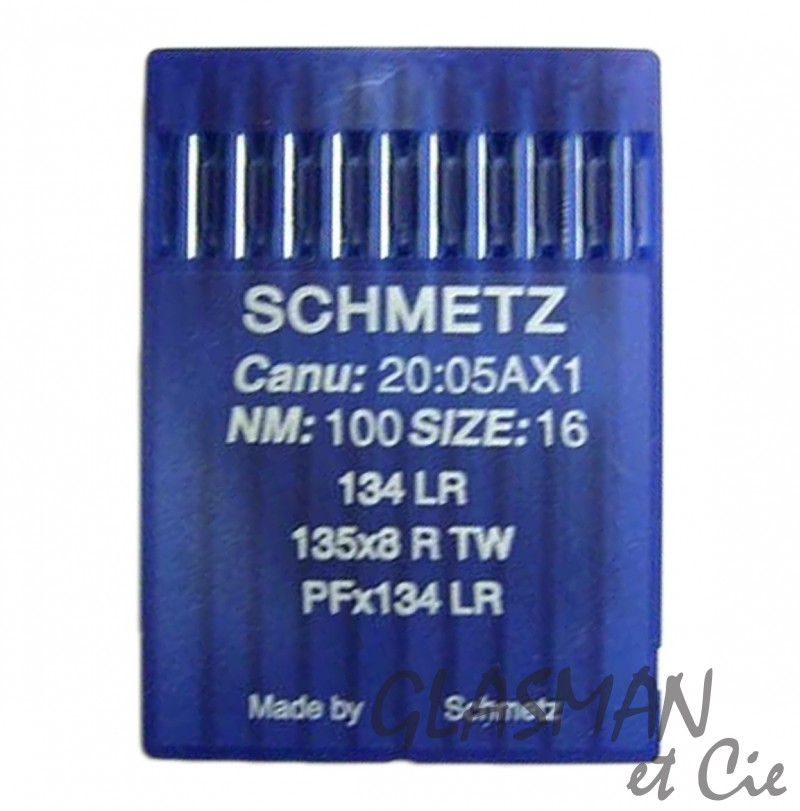 SCHMETZ
Canu: 20:05AX1
NM: 100 SIZE: 16
134 LR
135x8 R TW
PFx134 LR
Made by Schmetz
GLASMAN
et Cie